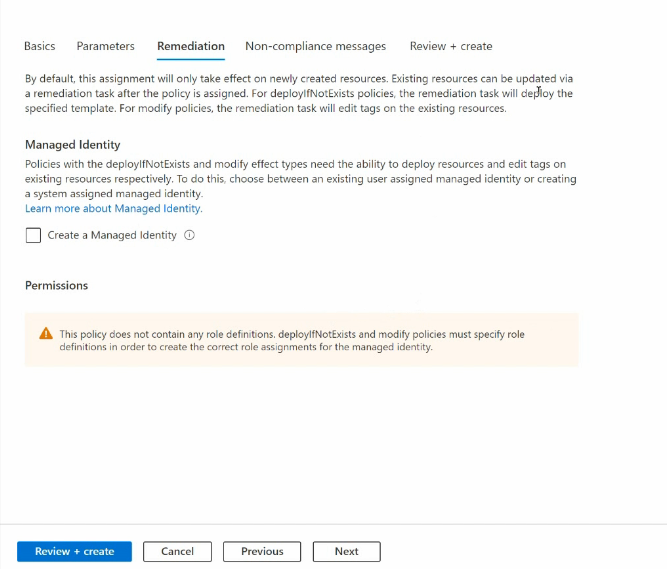 Basics Parameters Remediation Non-compliance messages Review + create
By default, this assignment will only take effect on newly created resources. Existing resources can be updated via
a remediation task after the policy is assigned. For deployIfNotExists policies, the remediation task will deploy the
specified template. For modify policies, the remediation task will edit tags on the existing resources.
Managed Identity
Policies with the deployIfNotExists and modify effect types need the ability to deploy resources and edit tags on
existing resources respectively. To do this, choose between an existing user assigned managed identity or creating
a system assigned managed identity.
Learn more about Managed Identity.
Create a Managed Identity
Permissions
This policy does not contain any role definitions. deployIfNotExists and modify policies must specify role
definitions in order to create the correct role assignments for the managed identity.
Review + create Cancel Previous Next